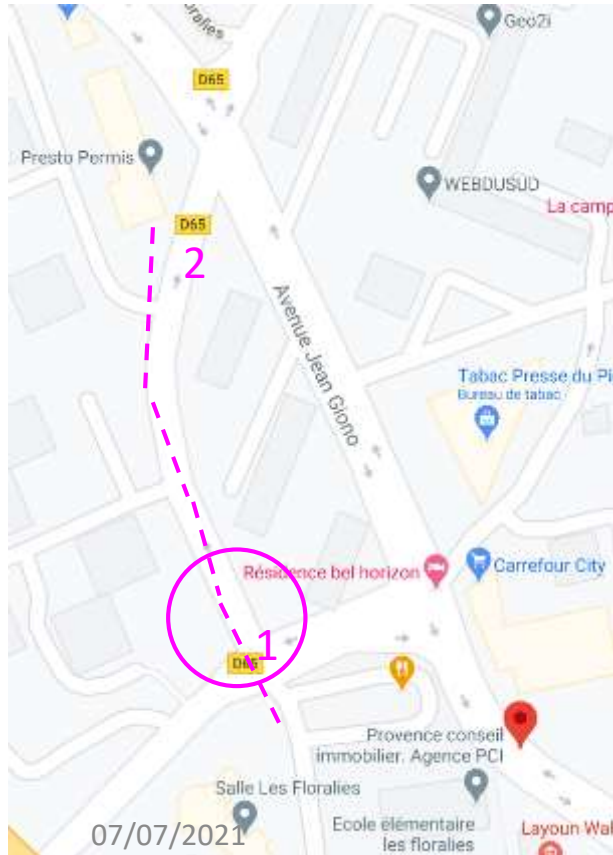 Geo2i
oralies
D65
Presto Permis
WEBDUSUD
La camp
D65
2
Avenue Jean Giono
Tabac Presse du Pi
Bureau de tabac
Résidence bel horizon
Carrefour City
1
D65
Provence conseil
immobilier. Agence PCI
Salle Les Floralies
Ecole élémentaire
les floralies
Layoun Wal
07/07/2021